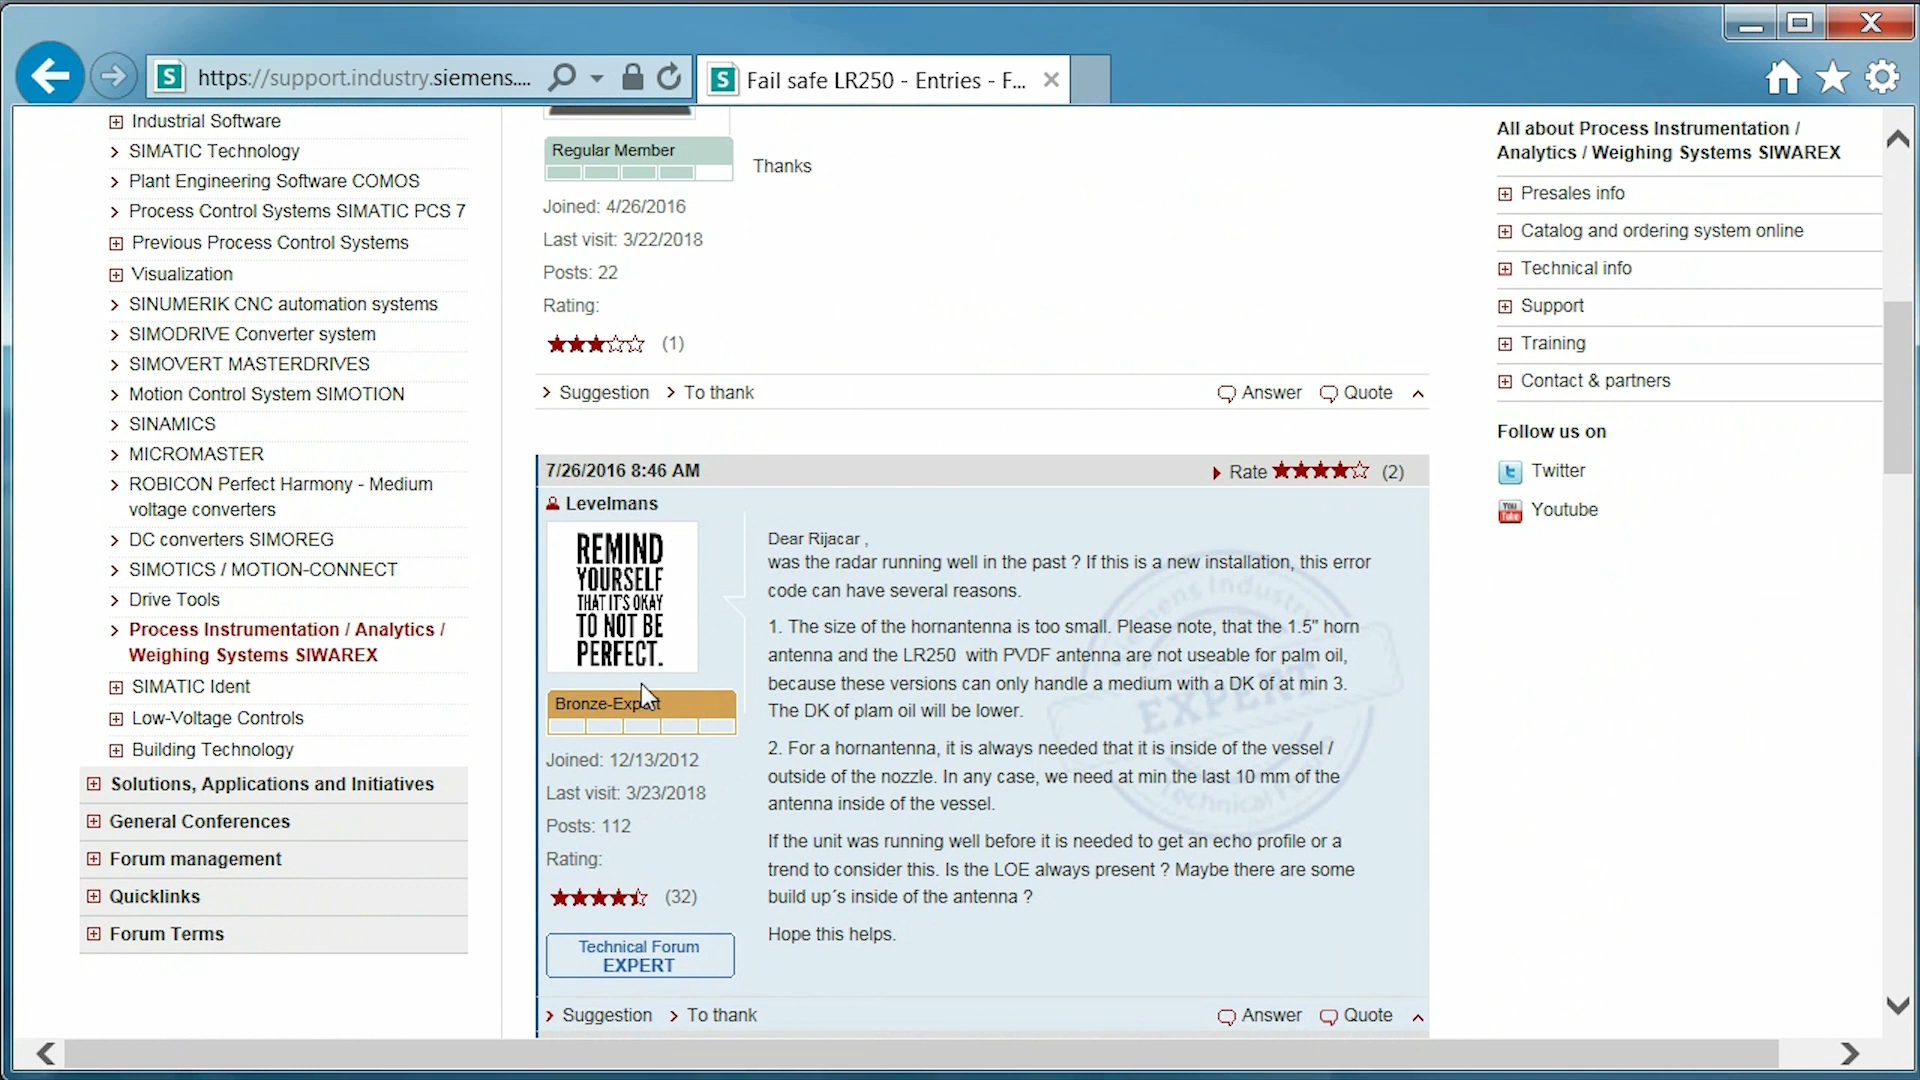 https://support.industry.siemens....
Fail safe LR250 - Entries - F...
Industrial Software
SIMATIC Technology
Plant Engineering Software COMOS
Process Control Systems SIMATIC PCS 7
Previous Process Control Systems
Visualization
SINUMERIK CNC automation systems
SIMODRIVE Converter system
SIMOVERT MASTERDRIVES
Motion Control System SIMOTION
SINAMICS
MICROMASTER
ROBICON Perfect Harmony - Medium
voltage converters
DC converters SIMOREG
SIMOTICS / MOTION-CONNECT
Drive Tools
Process Instrumentation / Analytics /
Weighing Systems SIWAREX
SIMATIC Ident
Low-Voltage Controls
Building Technology
Solutions, Applications and Initiatives
General Conferences
Forum management
Quicklinks
Forum Terms
Regular Member
Thanks
Joined: 4/26/2016
Last visit: 3/22/2018
Posts: 22
Rating:
(1)
Suggestion To thank Answer Quote
7/26/2016 8:46 AM Rate (2)
Levelmans
REMIND
YOURSELF
THAT IT'S OKAY
TO NOT BE
PERFECT.
Bronze-Expert
Joined: 12/13/2012
Last visit: 3/23/2018
Posts: 112
Rating:
(32)
Technical Forum
EXPERT
Dear Rijacar ,
was the radar running well in the past ? If this is a new installation, this error
code can have several reasons.
1. The size of the hornantenna is too small. Please note, that the 1.5" horn
antenna and the LR250 with PVDF antenna are not useable for palm oil,
because these versions can only handle a medium with a DK of at min 3.
The DK of plam oil will be lower.
2. For a hornantenna, it is always needed that it is inside of the vessel /
outside of the nozzle. In any case, we need at min the last 10 mm of the
antenna inside of the vessel.
If the unit was running well before it is needed to get an echo profile or a
trend to consider this. Is the LOE always present ? Maybe there are some
build up´s inside of the antenna ?
Hope this helps.
Siemens Industry
EXPERT
Technical Forum
Suggestion To thank Answer Quote
All about Process Instrumentation /
Analytics / Weighing Systems SIWAREX
Presales info
Catalog and ordering system online
Technical info
Support
Training
Contact & partners
Follow us on
Twitter
Youtube